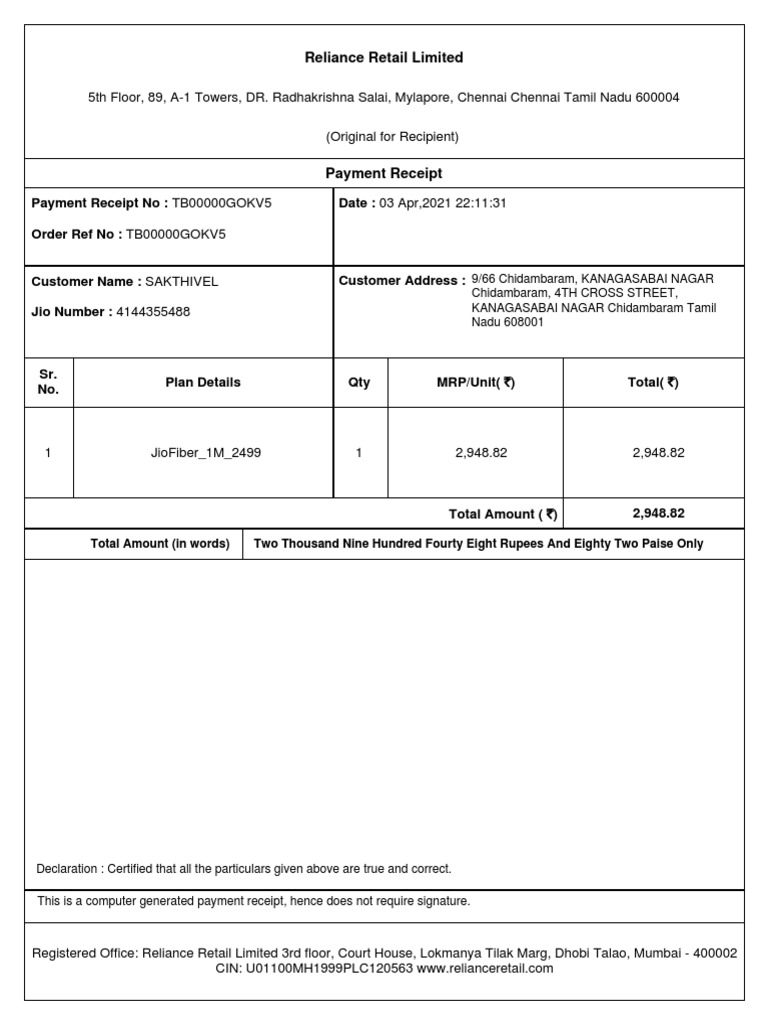 Reliance Retail Limited
5th Floor, 89, A-1 Towers, DR. Radhakrishna Salai, Mylapore, Chennai Chennai Tamil Nadu 600004
(Original for Recipient)
Payment Receipt
Payment Receipt No : TB00000GOKV5
Date : 03 Apr,2021 22:11:31
Order Ref No : TB00000GOKV5
Customer Name : SAKTHIVEL
Jio Number : 4144355488
Customer Address : 9/66 Chidambaram, KANAGASABAI NAGAR
Chidambaram, 4TH CROSS STREET,
KANAGASABAI NAGAR Chidambaram Tamil
Nadu 608001
Sr. No. Plan Details Qty MRP/Unit( ₹) Total( ₹)
1 JioFiber_1M_2499 1 2,948.82 2,948.82
Total Amount ( ₹) 2,948.82
Total Amount (in words) Two Thousand Nine Hundred Fourty Eight Rupees And Eighty Two Paise Only
Declaration : Certified that all the particulars given above are true and correct.
This is a computer generated payment receipt, hence does not require signature.
Registered Office: Reliance Retail Limited 3rd floor, Court House, Lokmanya Tilak Marg, Dhobi Talao, Mumbai - 400002
CIN: U01100MH1999PLC120563 www.relianceretail.com